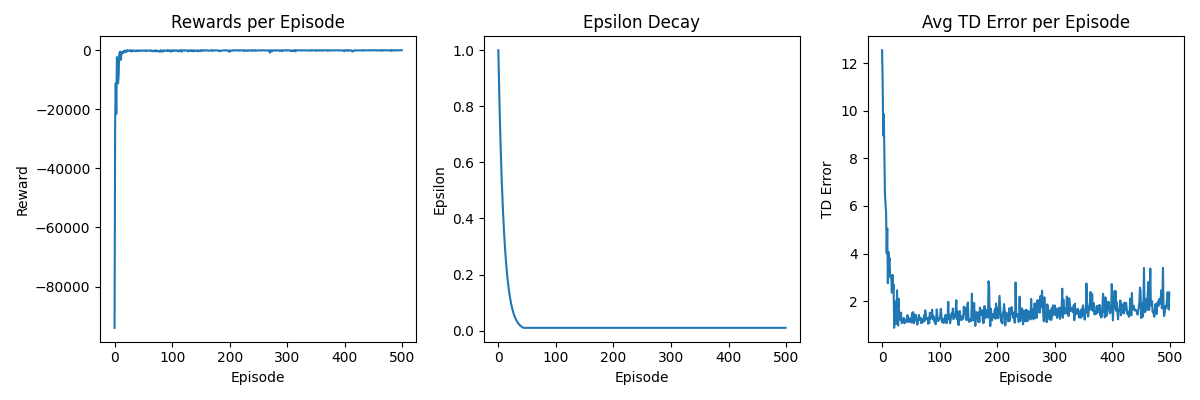 Rewards per Episode
0
−20000
−40000
−60000
−80000
Reward
0 100 200 300 400 500
Episode
Epsilon Decay
1.0
0.8
0.6
0.4
0.2
0.0
Epsilon
0 100 200 300 400 500
Episode
Avg TD Error per Episode
12
10
8
6
4
2
TD Error
0 100 200 300 400 500
Episode